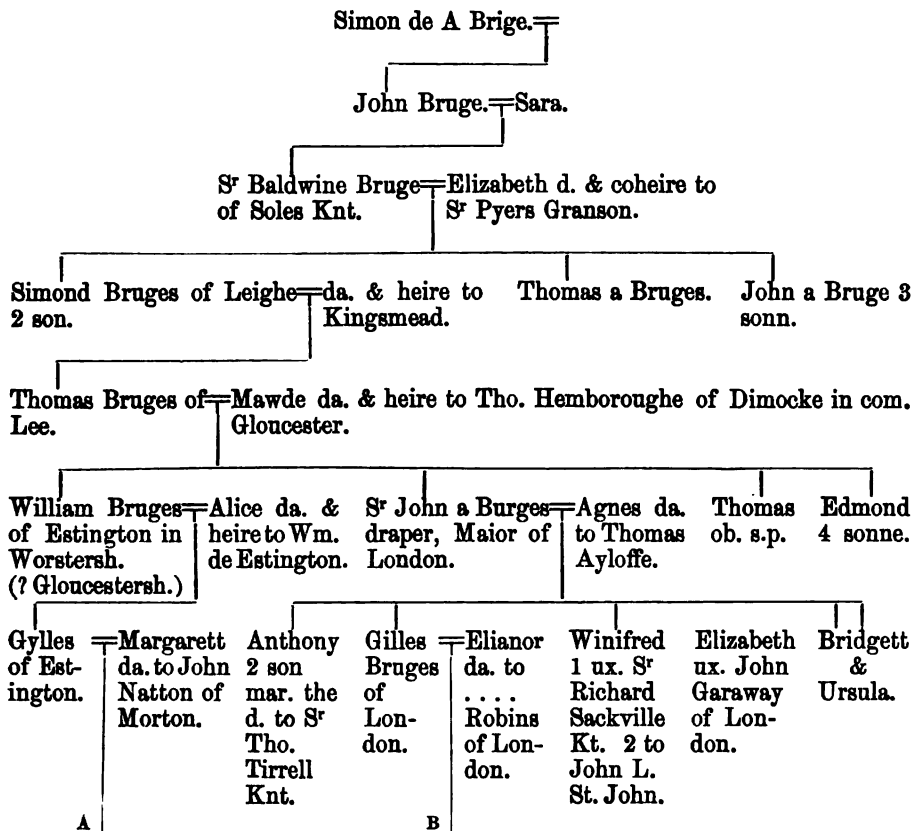 Simon de A Brige.
John Bruge. Sara.
Sr Baldwine Bruge
of Soles Knt.
Elizabeth d. & coheire to
Sr Pyers Granson.
Simond Bruges of Leighe
2 son.
da. & heire to
Kingsmead.
Thomas a Bruges.
John a Bruge 3
sonn.
Thomas Bruges of
Lee.
Mawde da. & heire to Tho. Hemboroughe of Dimocke in com.
Gloucester.
William Bruges
of Estington in
Worstersh.
(? Gloucestersh.)
Alice da. &
heire to Wm.
de Estington.
Sr John a Burges
draper, Maior of
London.
Agnes da.
to Thomas
Ayloffe.
Thomas
ob. s.p.
Edmond
4 sonne.
Gylles
of Est-
ington.
Margarett
da. to John
Natton of
Morton.
Anthony
2 son
mar. the
d. to Sr
Tho.
Tirrell
Knt.
Gilles
Bruges
of
Lon-
don.
Elianor
da. to
. . . .
Robins
of Lon-
don.
Winifred
1 ux. Sr
Richard
Sackville
Kt. 2 to
John L.
St. John.
Elizabeth
ux. John
Garaway
of Lon-
don.
Bridgett
&
Ursula.
A
B